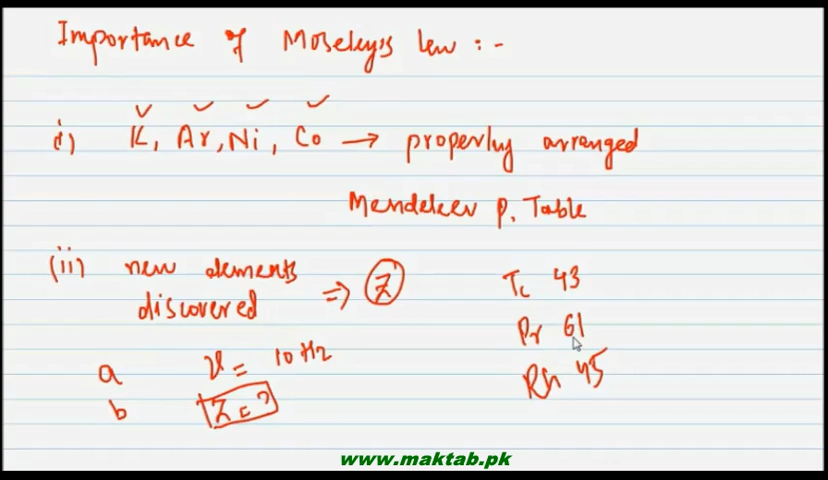 Importance of Moseley's law :-
i) K, Ar, Ni, Co → properly arranged
Mendeleev P. Table
(ii) new elements
discovered ⇒ Z
Tc 43
Pr 61
Rh 45
a ν = 10 Hz
b Z = ?
www.maktab.pk